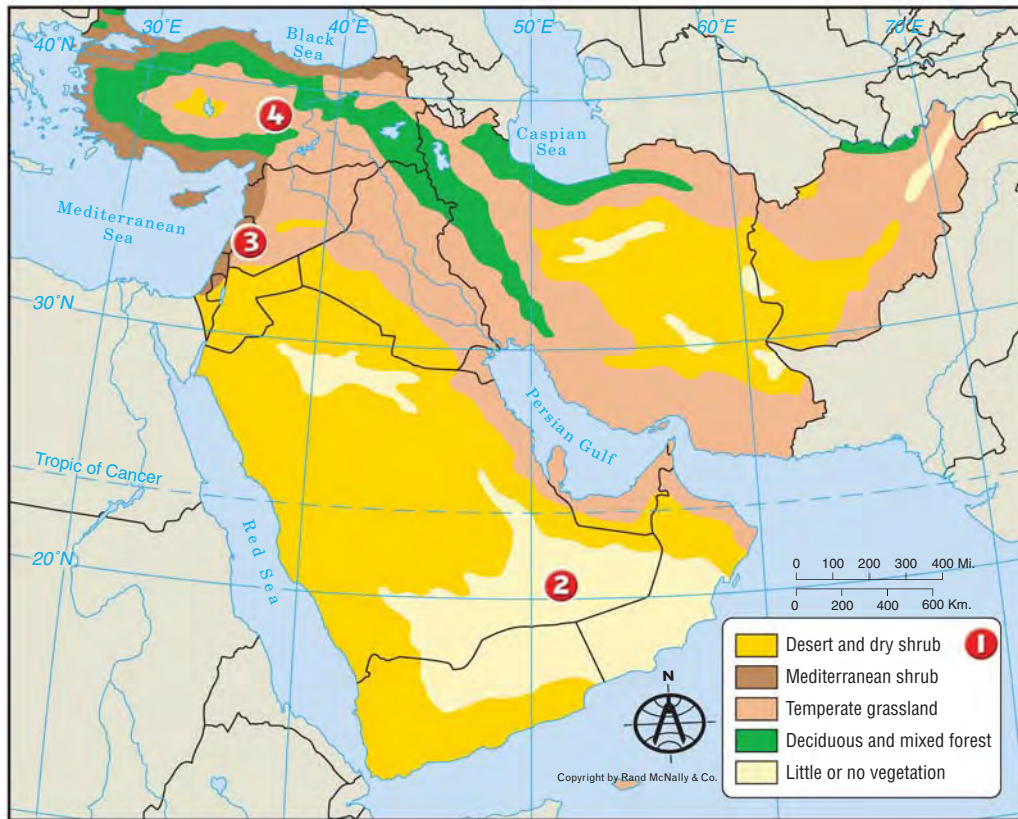 40˚N
30˚E
Black
Sea
40˚E
50˚E
60˚E
70˚E
4
Caspian
Sea
Mediterranean
Sea
3
30˚N
Persian Gulf
Tropic of Cancer
Red Sea
20˚N
2
0 100 200 300 400 Mi.
0 200 400 600 Km.
Desert and dry shrub
1
Mediterranean shrub
Temperate grassland
Deciduous and mixed forest
Little or no vegetation
N
Copyright by Rand McNally & Co.